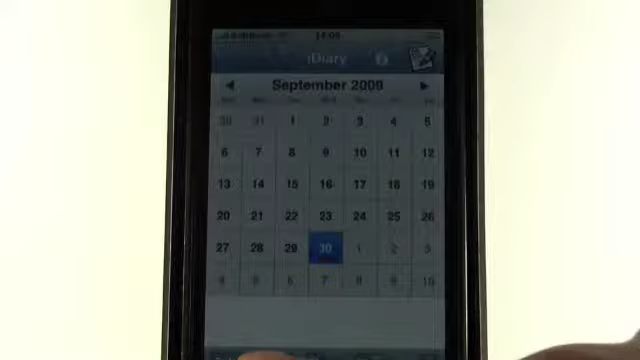 14:09
iDiary
September 2009
30 31 1 2 3 4 5
6 7 8 9 10 11 12
13 14 15 16 17 18 19
20 21 22 23 24 25 26
27 28 29 30 1 2 3
4 5 6 7 8 9 10